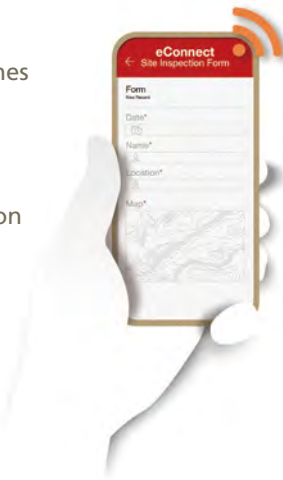 nes
on
eConnect
Site Inspection Form
Form
New Record
Date*
Name*
Location*
Map*